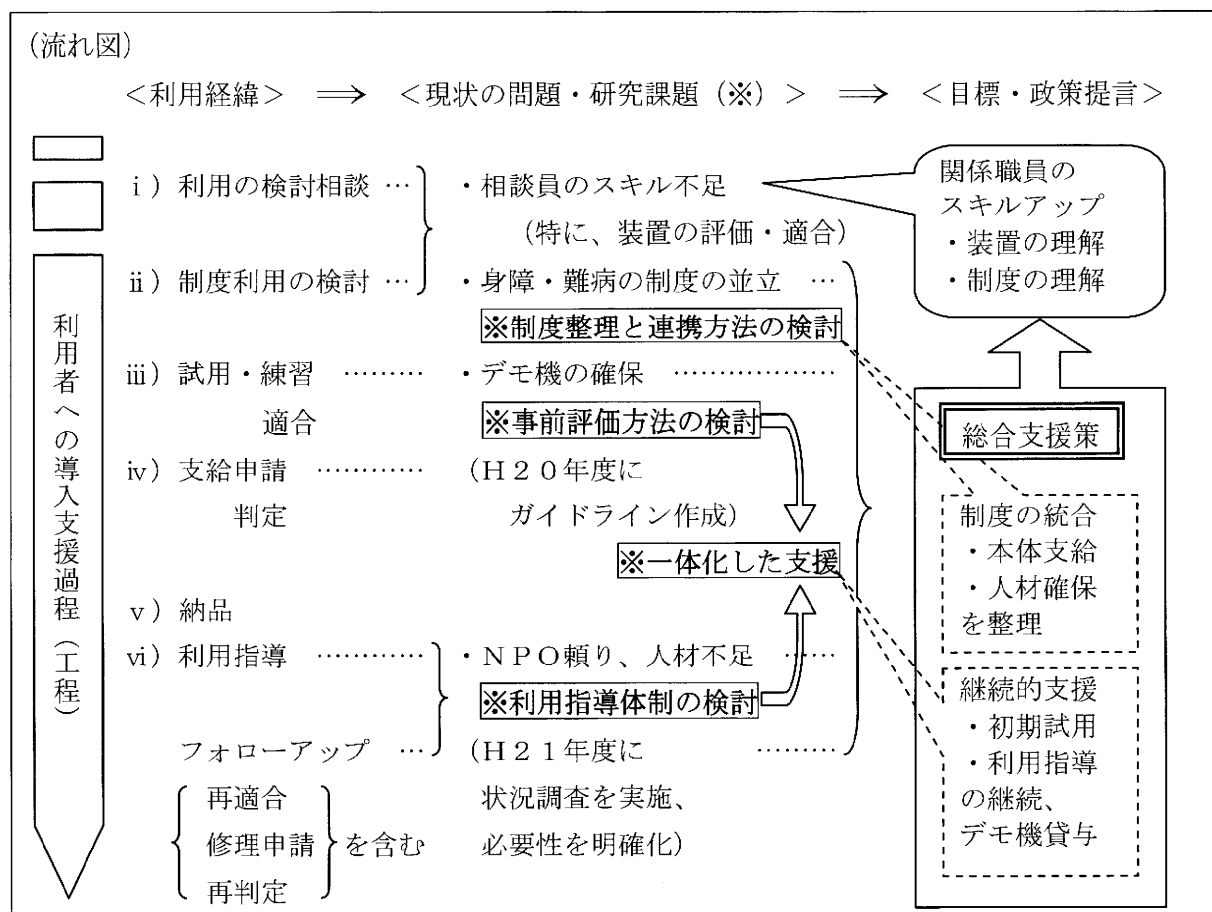 (流れ図)
＜利用経緯＞ ⇒ ＜現状の問題・研究課題（※）＞ ⇒ ＜目標・政策提言＞
利用者への導入支援過程（工程）
ⅰ）利用の検討相談 …
・相談員のスキル不足
（特に、装置の評価・適合）
ⅱ）制度利用の検討 …
・身障・難病の制度の並立 …
※制度整理と連携方法の検討
ⅲ）試用・練習 ………
適合
・デモ機の確保 ……………
※事前評価方法の検討
ⅳ）支給申請 …………
判定
（Ｈ２０年度に
ガイドライン作成）
※一体化した支援
ⅴ）納品
ⅵ）利用指導 …………
・ＮＰＯ頼り、人材不足 ……
※利用指導体制の検討
フォローアップ …
（Ｈ２１年度に ………
状況調査を実施、
必要性を明確化）
再適合
修理申請
再判定
を含む
関係職員の
スキルアップ
・装置の理解
・制度の理解
総合支援策
制度の統合
・本体支給
・人材確保
を整理
継続的支援
・初期試用
・利用指導
の継続、
デモ機貸与